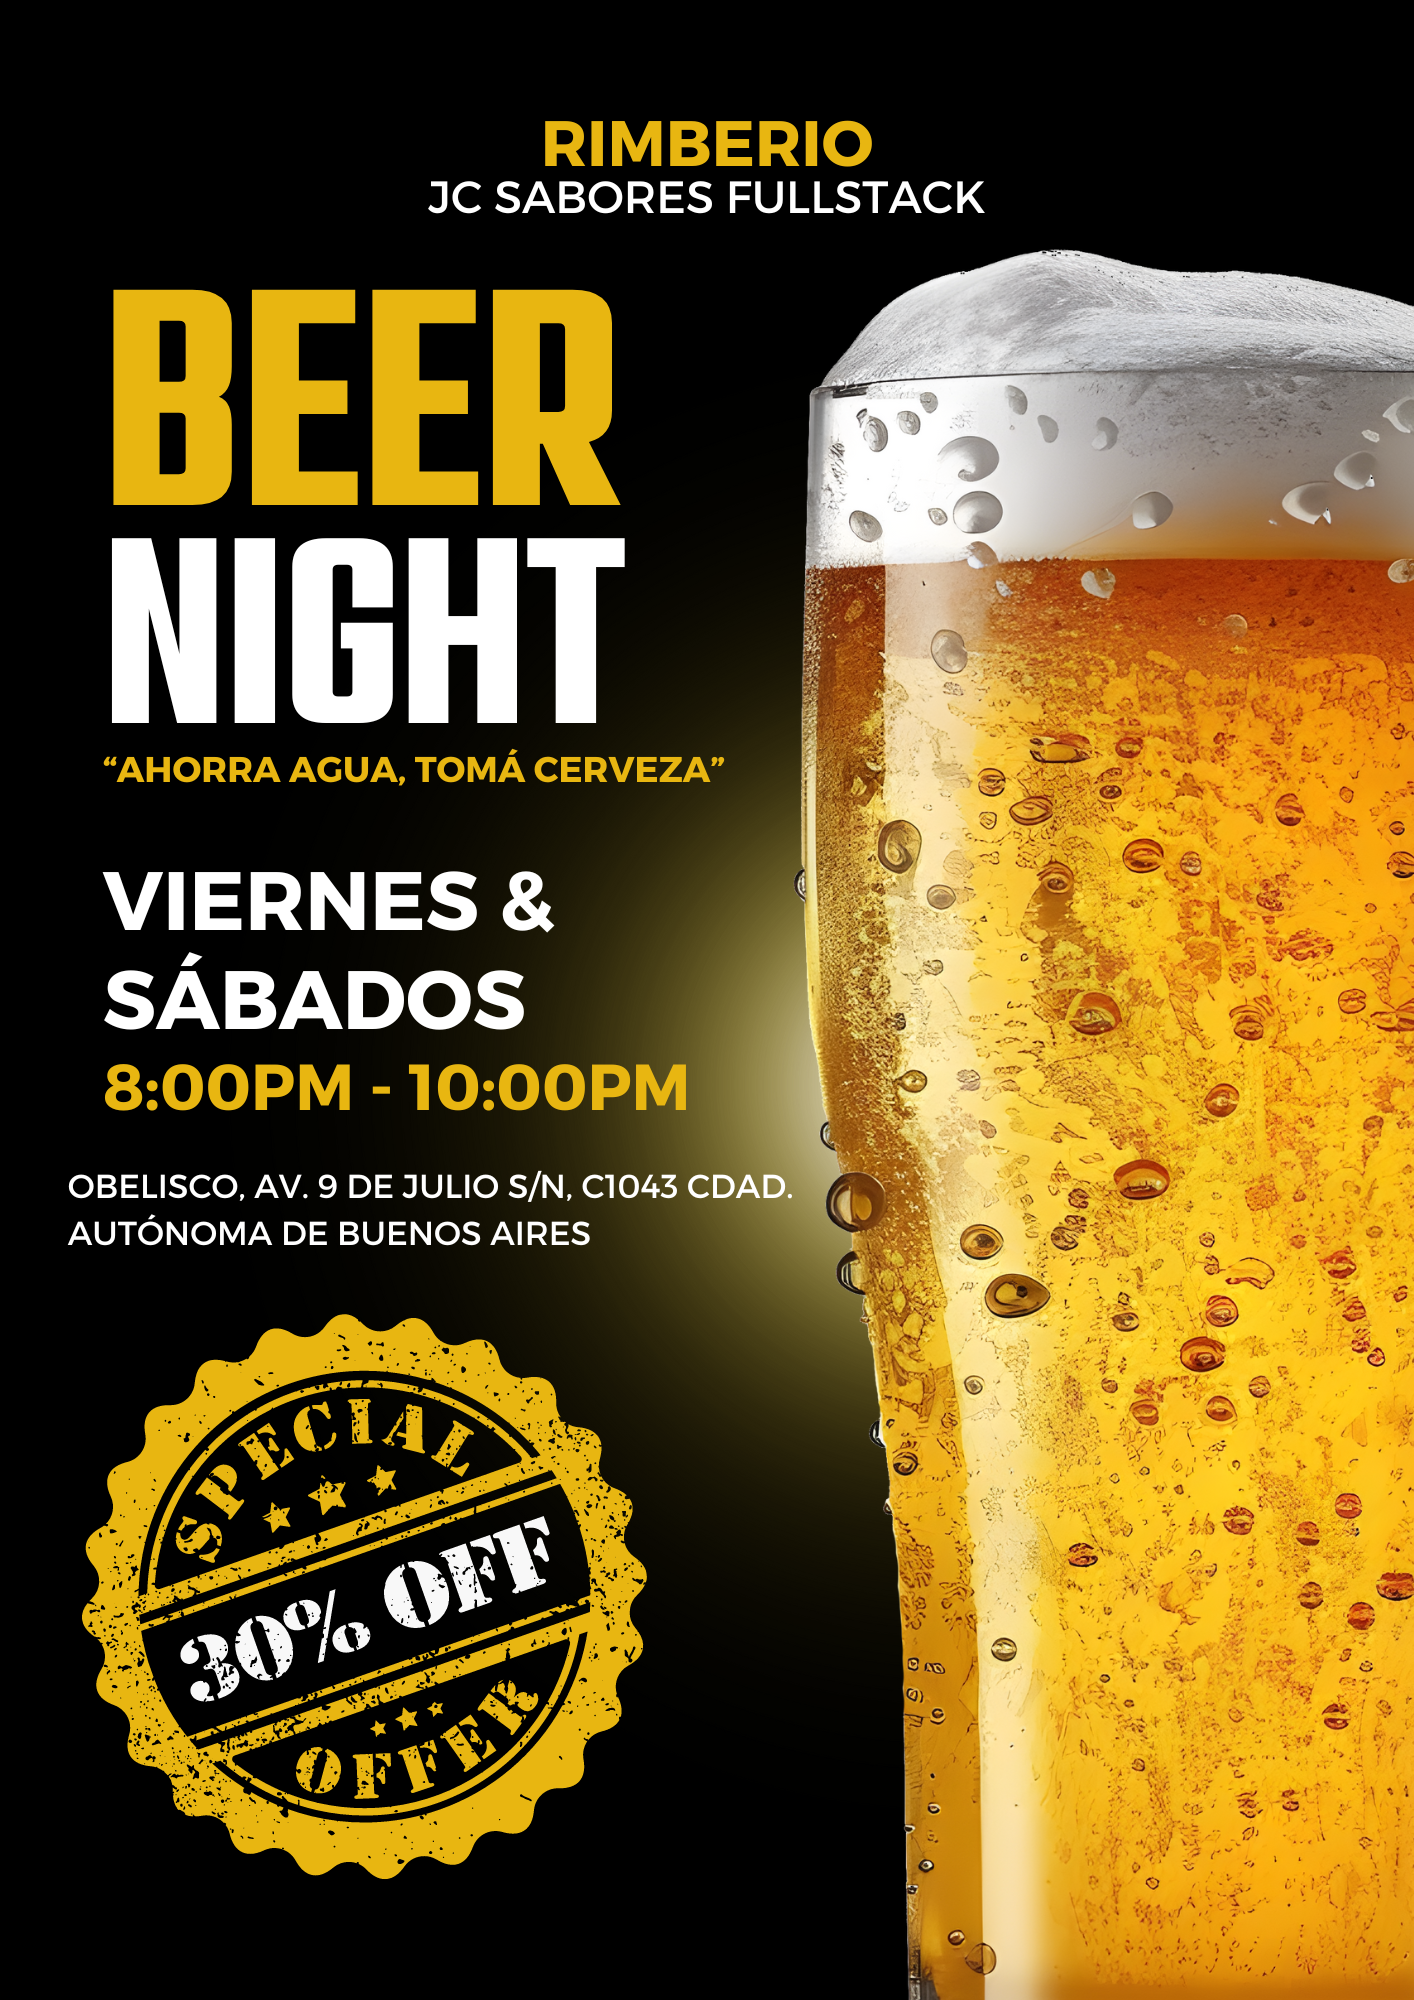 RIMBERIO
JC SABORES FULLSTACK
BEER
NIGHT
“AHORRA AGUA, TOMÁ CERVEZA”
VIERNES &
SÁBADOS
8:00PM - 10:00PM
OBELISCO, AV. 9 DE JULIO S/N, C1043 CDAD.
AUTÓNOMA DE BUENOS AIRES
SPECIAL
30% OFF
OFFER